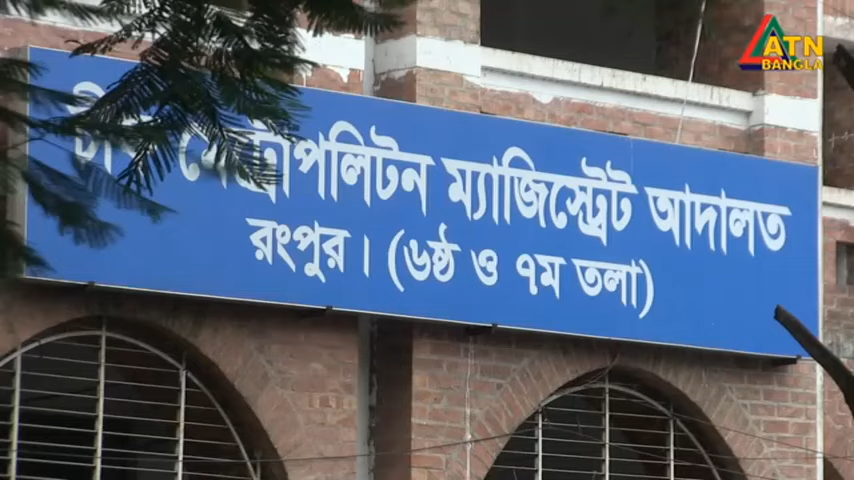 মেট্রোপলিটন ম্যাজিস্ট্রেট আদালত
রংপুর। (৬ষ্ঠ ও ৭ম তলা)
ATN
BANGLA